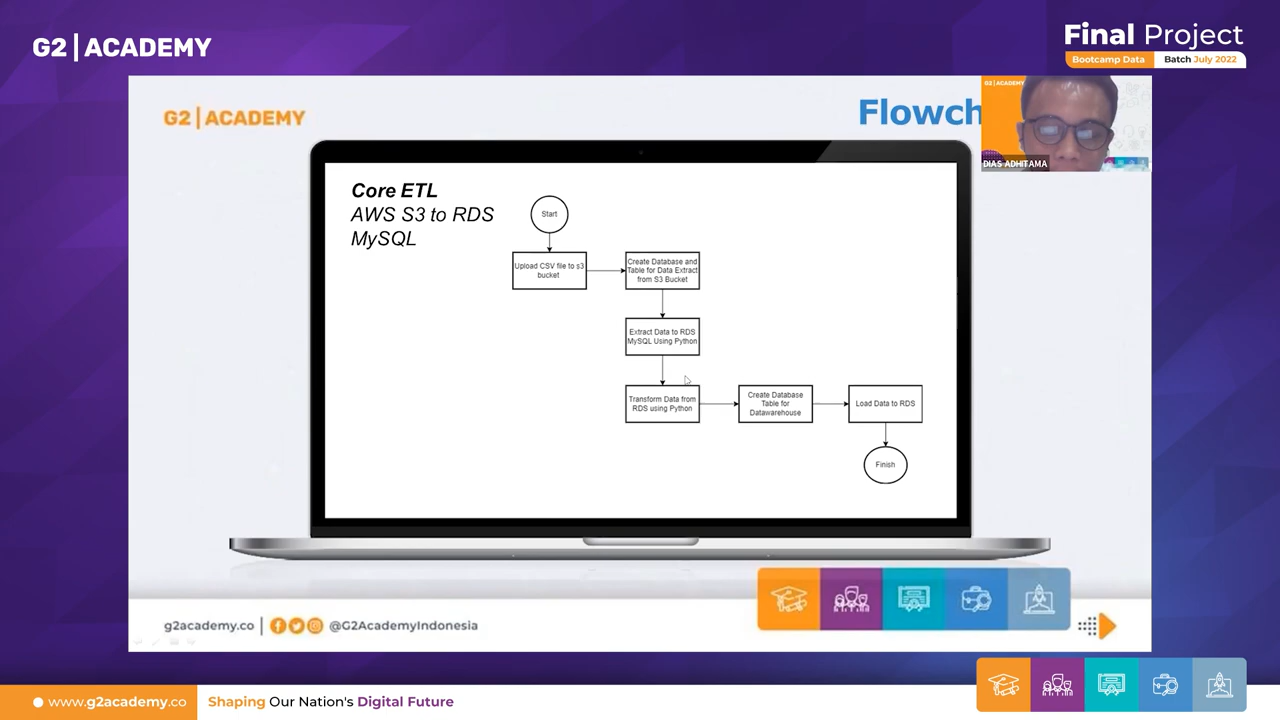 G2 | ACADEMY
Final Project
Bootcamp Data
Batch July 2022
G2 | ACADEMY
Flowch
G2 | ACADEMY
DIAS ADHITAMA
Core ETL
AWS S3 to RDS
MySQL
Start
Upload CSV file to s3
bucket
Create Database and
Table for Data Extract
from S3 Bucket
Extract Data to RDS
MySQL Using Python
Transform Data from
RDS using Python
Create Database
Table for
Datawarehouse
Load Data to RDS
Finish
g2academy.co | @G2AcademyIndonesia
www.g2academy.co
Shaping Our Nation's Digital Future